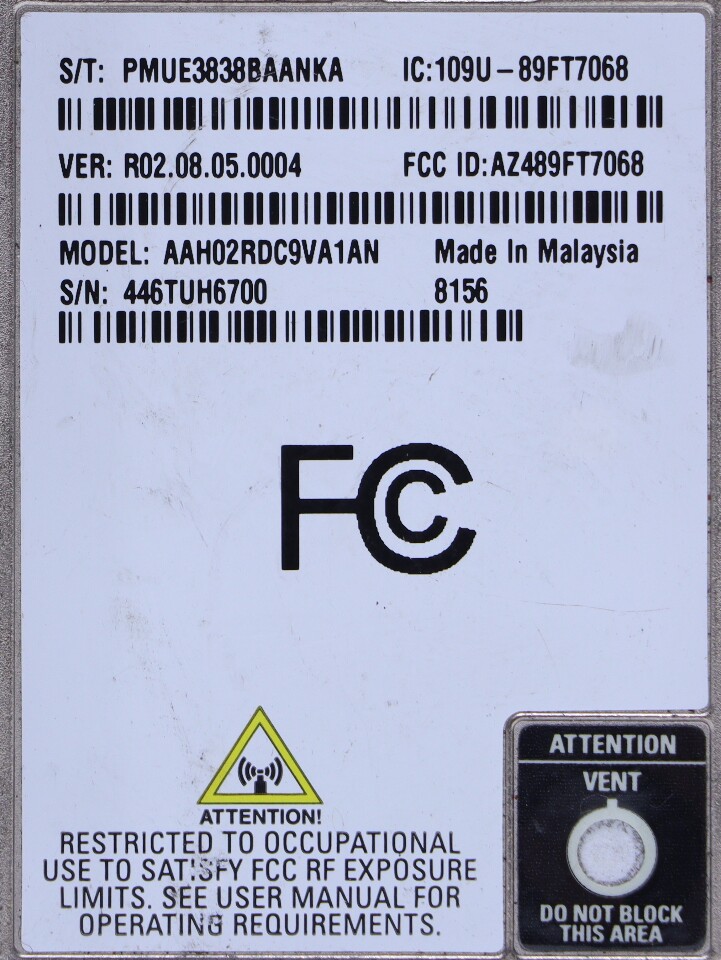 S/T: PMUE3838BAANKA IC:109U-89FT7068
VER: R02.08.05.0004 FCC ID:AZ489FT7068
MODEL: AAH02RDC9VA1AN Made In Malaysia
S/N: 446TUH6700 8156
FCC
ATTENTION!
RESTRICTED TO OCCUPATIONAL
USE TO SATISFY FCC RF EXPOSURE
LIMITS. SEE USER MANUAL FOR
OPERATING REQUIREMENTS.
ATTENTION
VENT
DO NOT BLOCK
THIS AREA